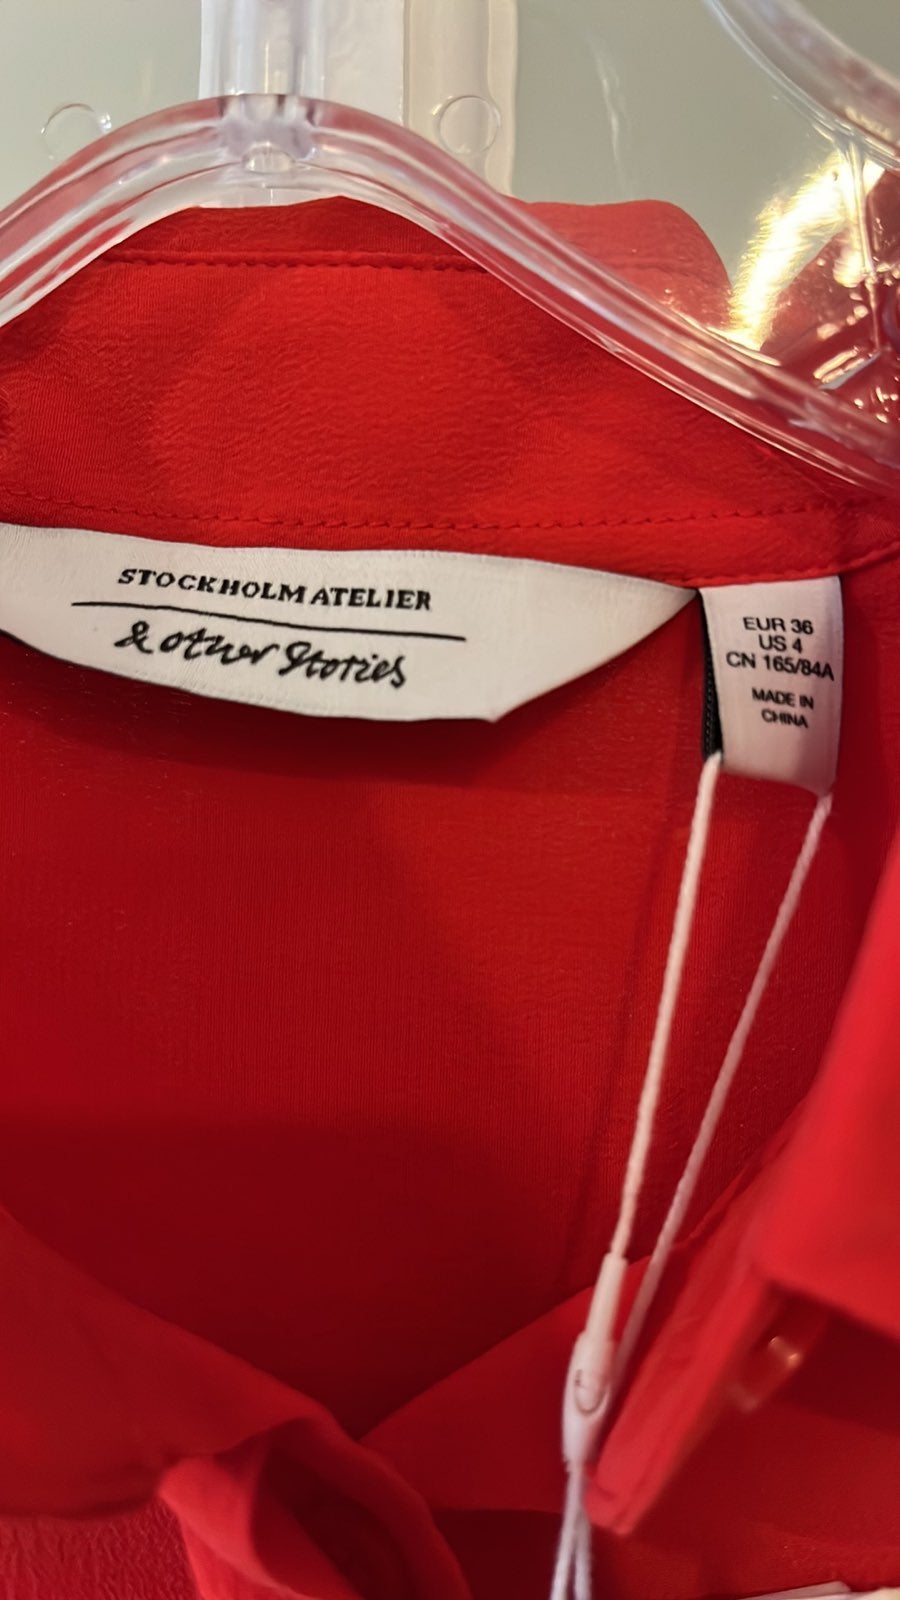 STOCKHOLM ATELIER
& other Stories
EUR 36
US 4
CN 165/84A
MADE IN
CHINA